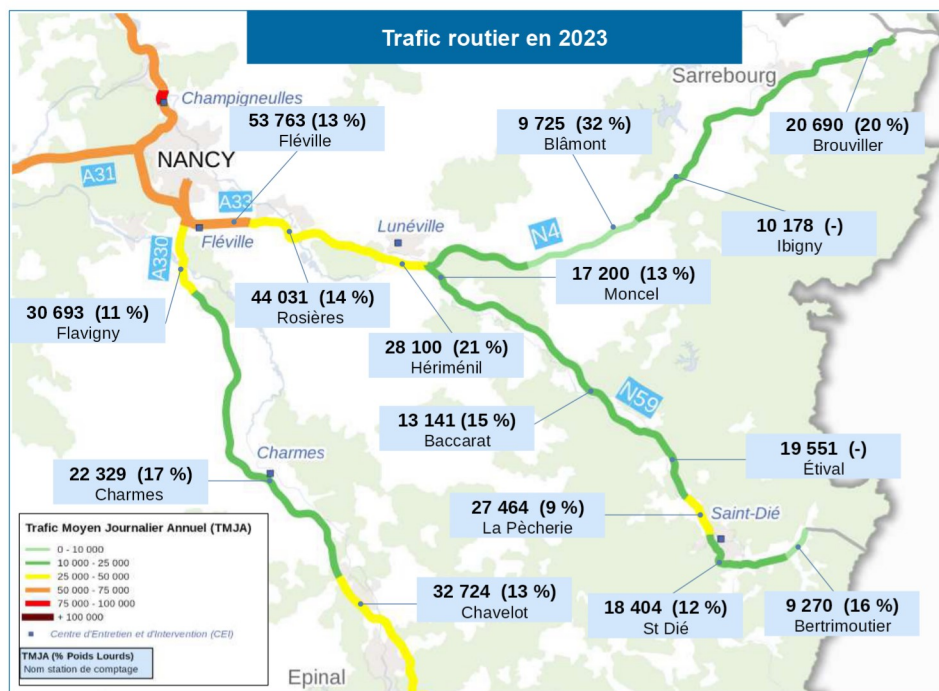 Trafic routier en 2023
Sarrebourg
Champigneulles
53 763 (13 %)
Fléville
9 725 (32 %)
Blâmont
20 690 (20 %)
Brouviller
NANCY
A31
A33
Fléville
Lunéville
N4
10 178 (-)
Ibigny
A330
17 200 (13 %)
Moncel
30 693 (11 %)
Flavigny
44 031 (14 %)
Rosières
28 100 (21 %)
Hériménil
N59
13 141 (15 %)
Baccarat
Charmes
19 551 (-)
Étival
22 329 (17 %)
Charmes
27 464 (9 %)
La Pècherie
Saint-Dié
Trafic Moyen Journalier Annuel (TMJA)
0 - 10 000
10 000 - 25 000
25 000 - 50 000
50 000 - 75 000
75 000 - 100 000
+ 100 000
Centre d'Entretien et d'Intervention (CEI)
TMJA (% Poids Lourds)
Nom station de comptage
32 724 (13 %)
Chavelot
18 404 (12 %)
St Dié
9 270 (16 %)
Bertrimoutier
Epinal